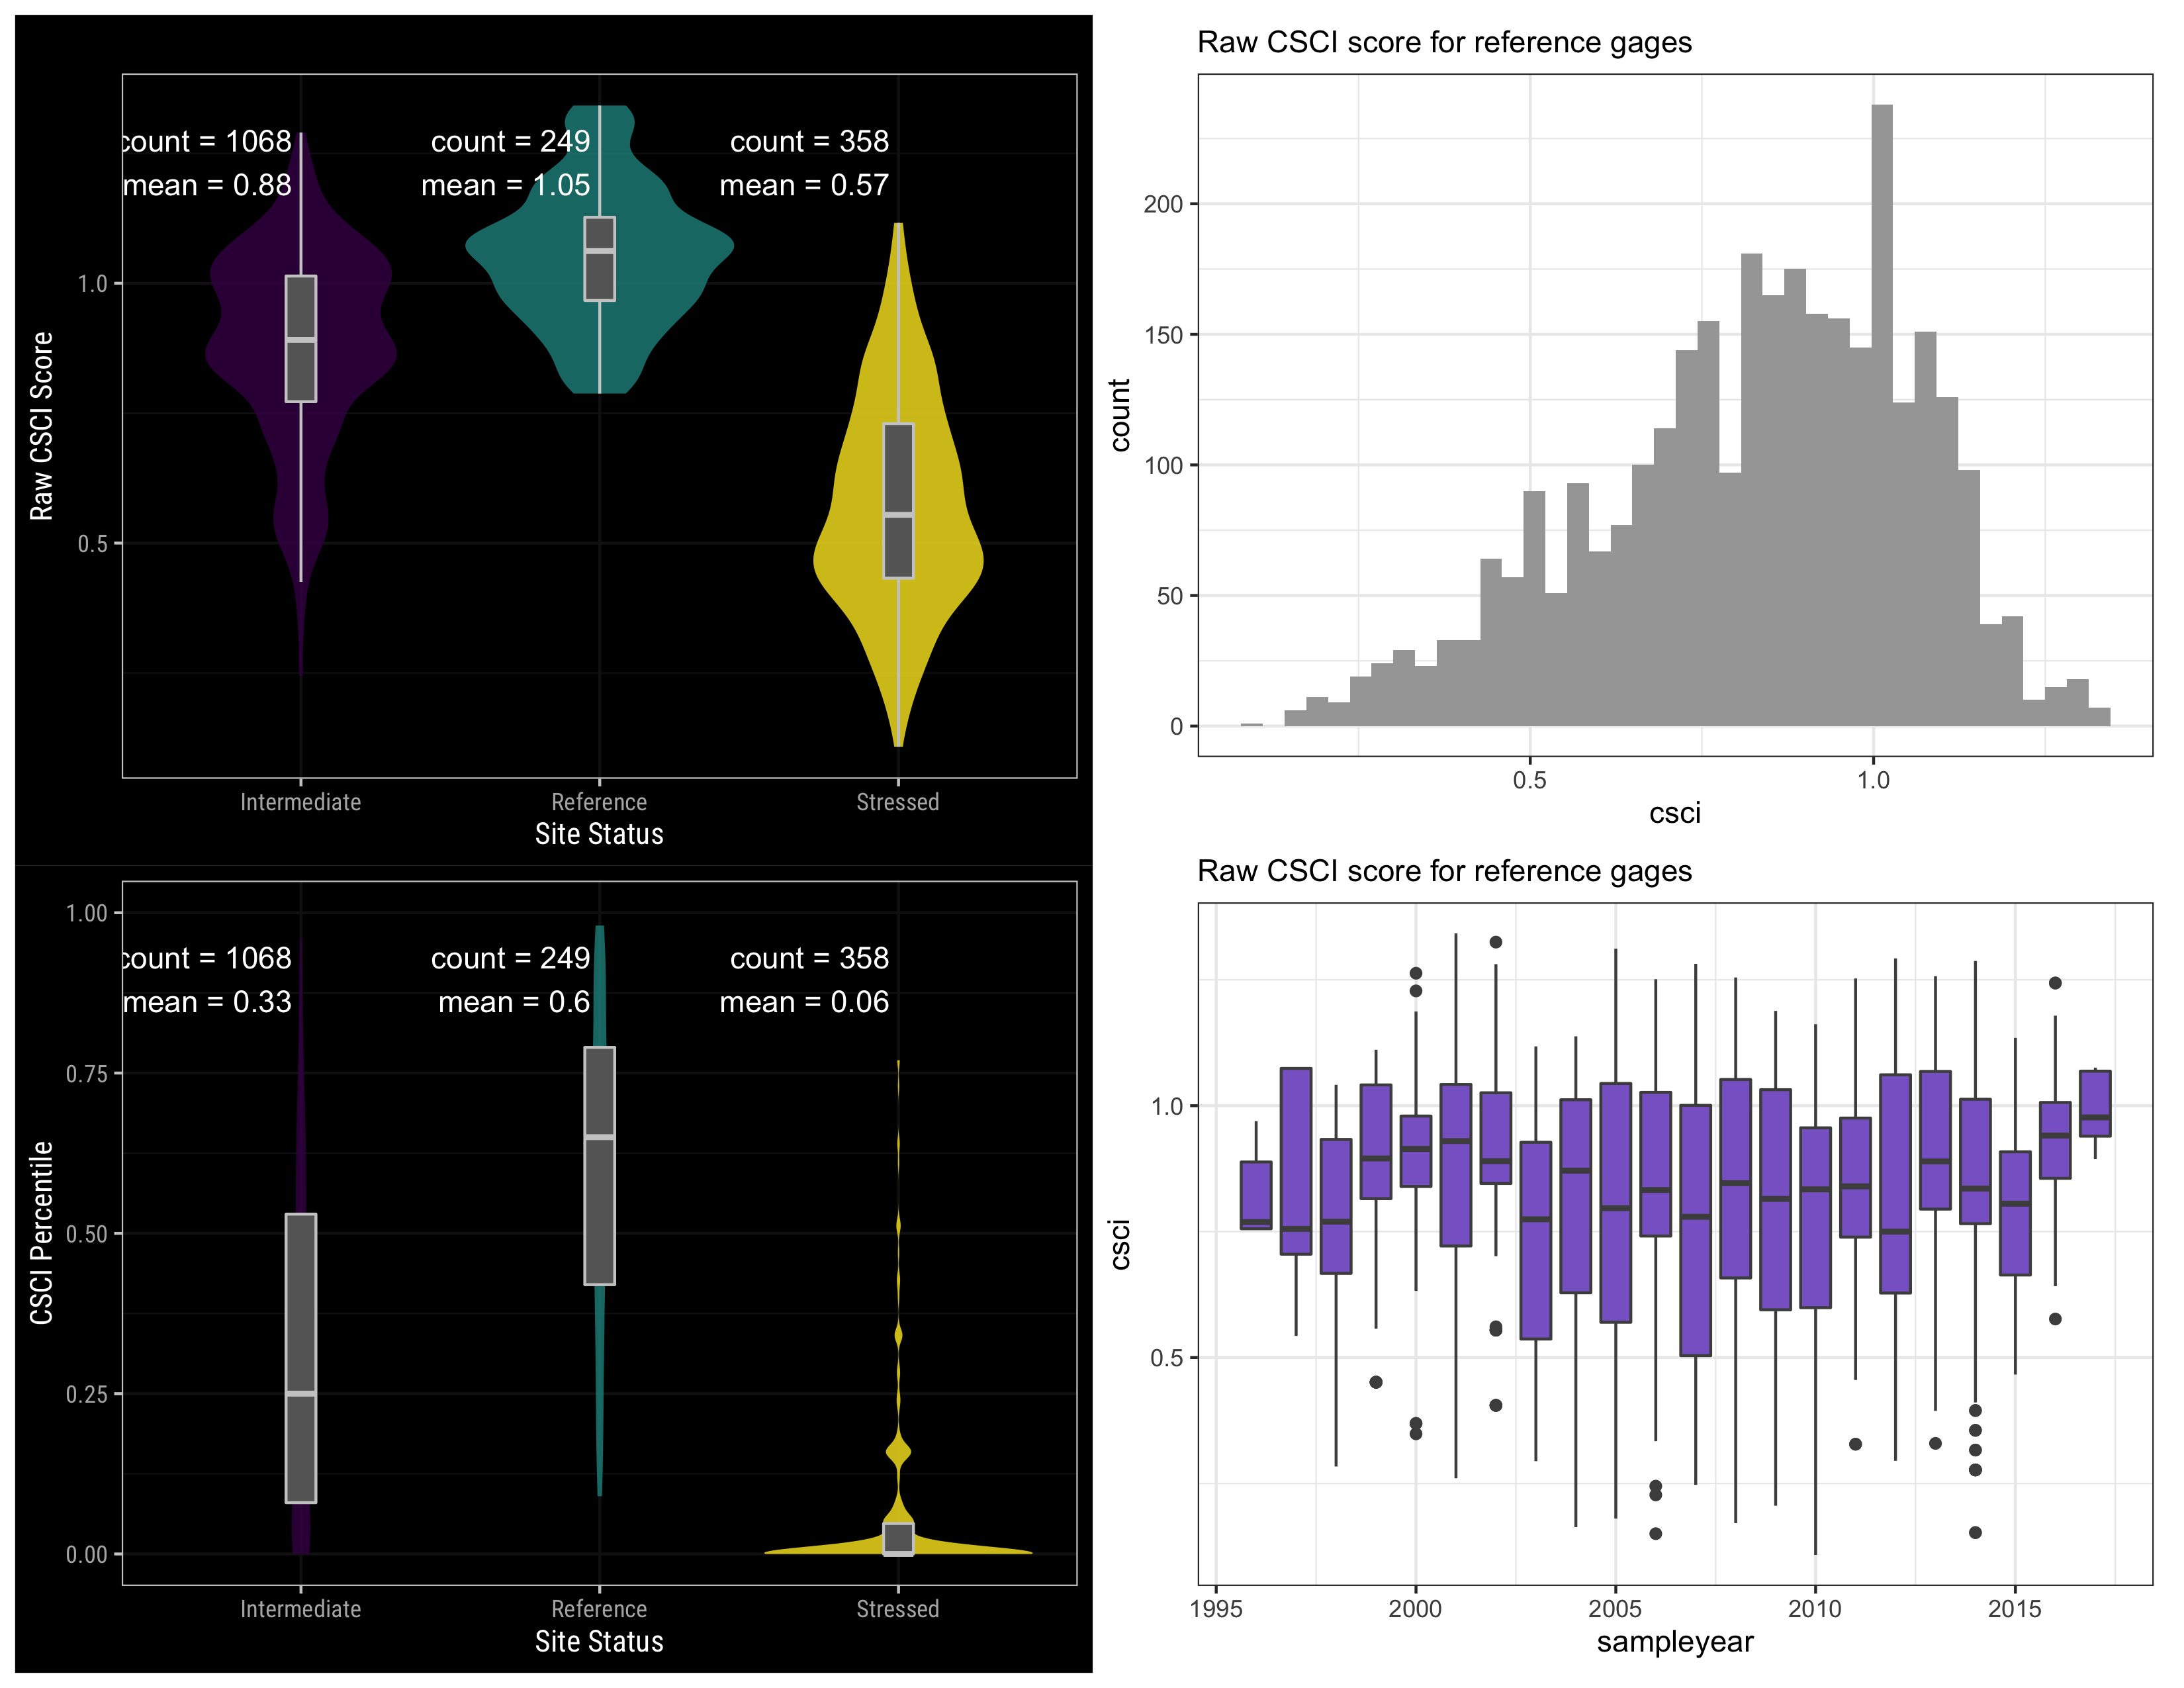 count = 1068
mean = 0.88
count = 249
mean = 1.05
count = 358
mean = 0.57
1.0
0.5
Raw CSCI Score
Intermediate
Reference
Stressed
Site Status
Raw CSCI score for reference gages
200
150
100
50
0
count
0.5
1.0
csci
count = 1068
mean = 0.33
count = 249
mean = 0.6
count = 358
mean = 0.06
1.00
0.75
0.50
0.25
0.00
CSCI Percentile
Intermediate
Reference
Stressed
Site Status
Raw CSCI score for reference gages
1.0
0.5
csci
1995
2000
2005
2010
2015
sampleyear